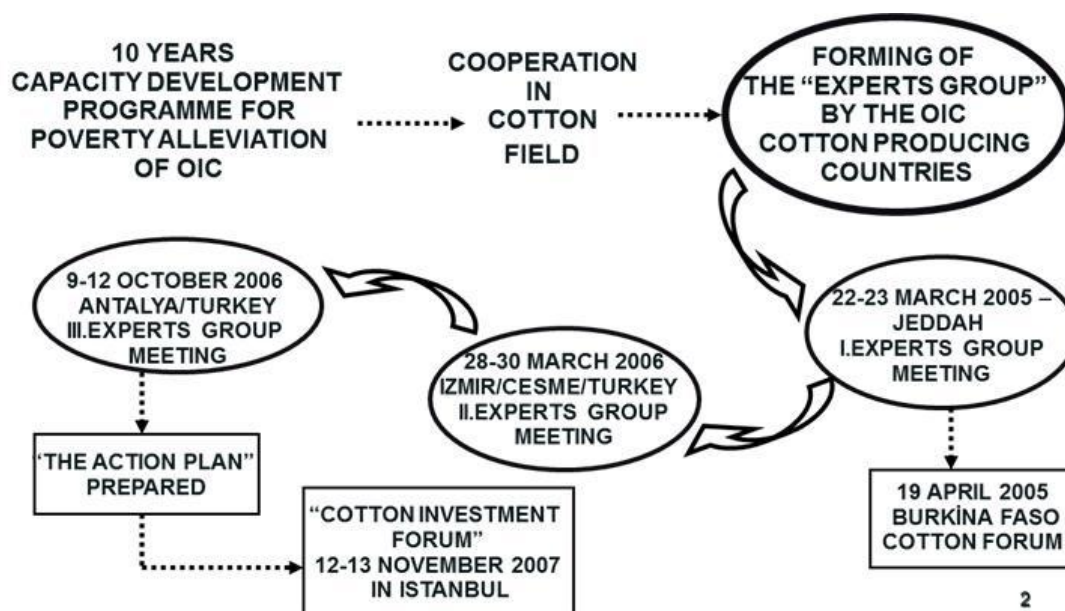 10 YEARS
CAPACITY DEVELOPMENT
PROGRAMME FOR
POVERTY ALLEVIATION
OF OIC
COOPERATION
IN
COTTON
FIELD
FORMING OF
THE “EXPERTS GROUP”
BY THE OIC
COTTON PRODUCING
COUNTRIES
22-23 MARCH 2005 –
JEDDAH
I.EXPERTS GROUP
MEETING
19 APRIL 2005
BURKİNA FASO
COTTON FORUM
28-30 MARCH 2006
IZMIR/CESME/TURKEY
II.EXPERTS GROUP
MEETING
9-12 OCTOBER 2006
ANTALYA/TURKEY
III.EXPERTS GROUP
MEETING
‘THE ACTION PLAN”
PREPARED
“COTTON INVESTMENT
FORUM”
12-13 NOVEMBER 2007
IN ISTANBUL
2